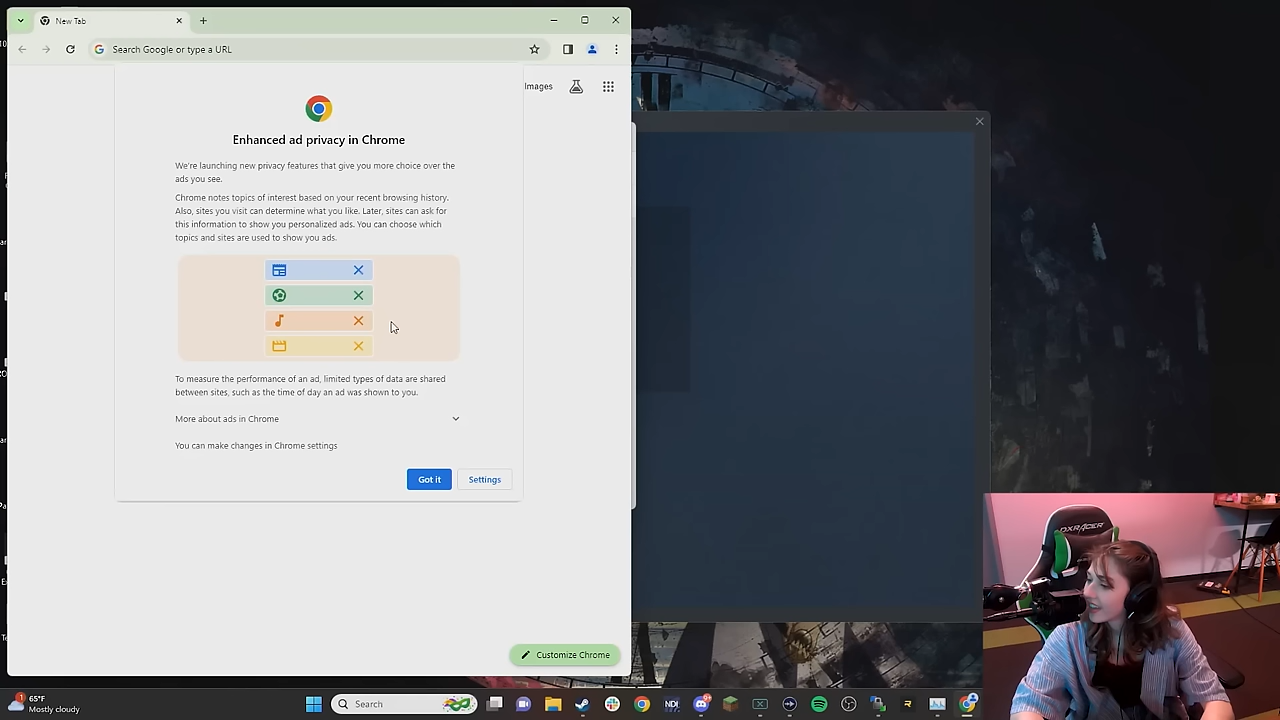 New Tab
Search Google or type a URL
Images
Enhanced ad privacy in Chrome
We're launching new privacy features that give you more choice over the
ads you see.
Chrome notes topics of interest based on your recent browsing history.
Also, sites you visit can determine what you like. Later, sites can ask for
this information to show you personalized ads. You can choose which
topics and sites are used to show you ads.
To measure the performance of an ad, limited types of data are shared
between sites, such as the time of day an ad was shown to you.
More about ads in Chrome
You can make changes in Chrome settings
Got it
Settings
Customize Chrome
DXRACER
1
65°F
Mostly cloudy
Search
NDI